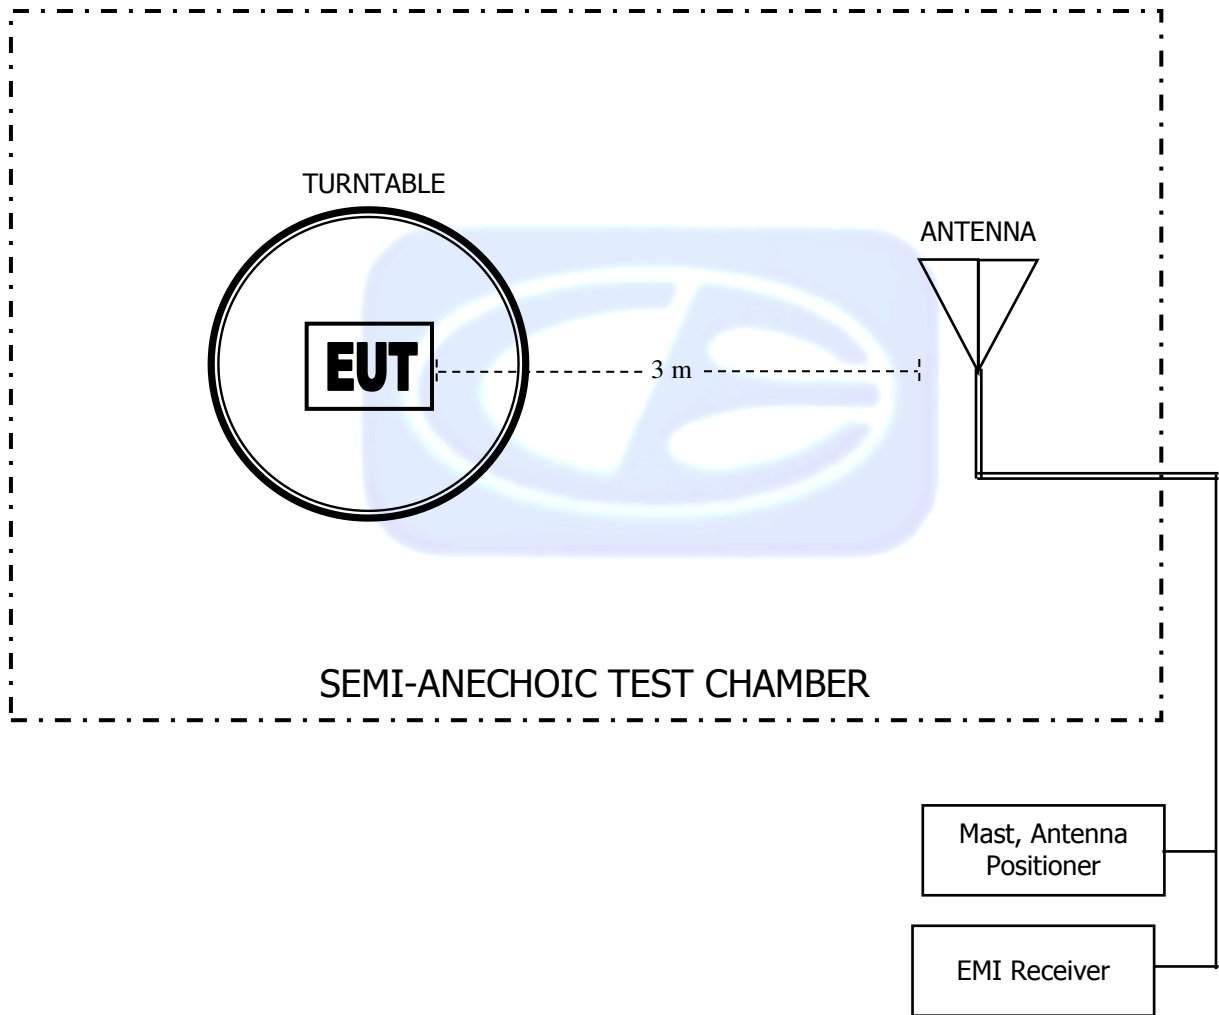 TURNTABLE
ANTENNA
EUT
3 m
SEMI-ANECHOIC TEST CHAMBER
Mast, Antenna
Positioner
EMI Receiver